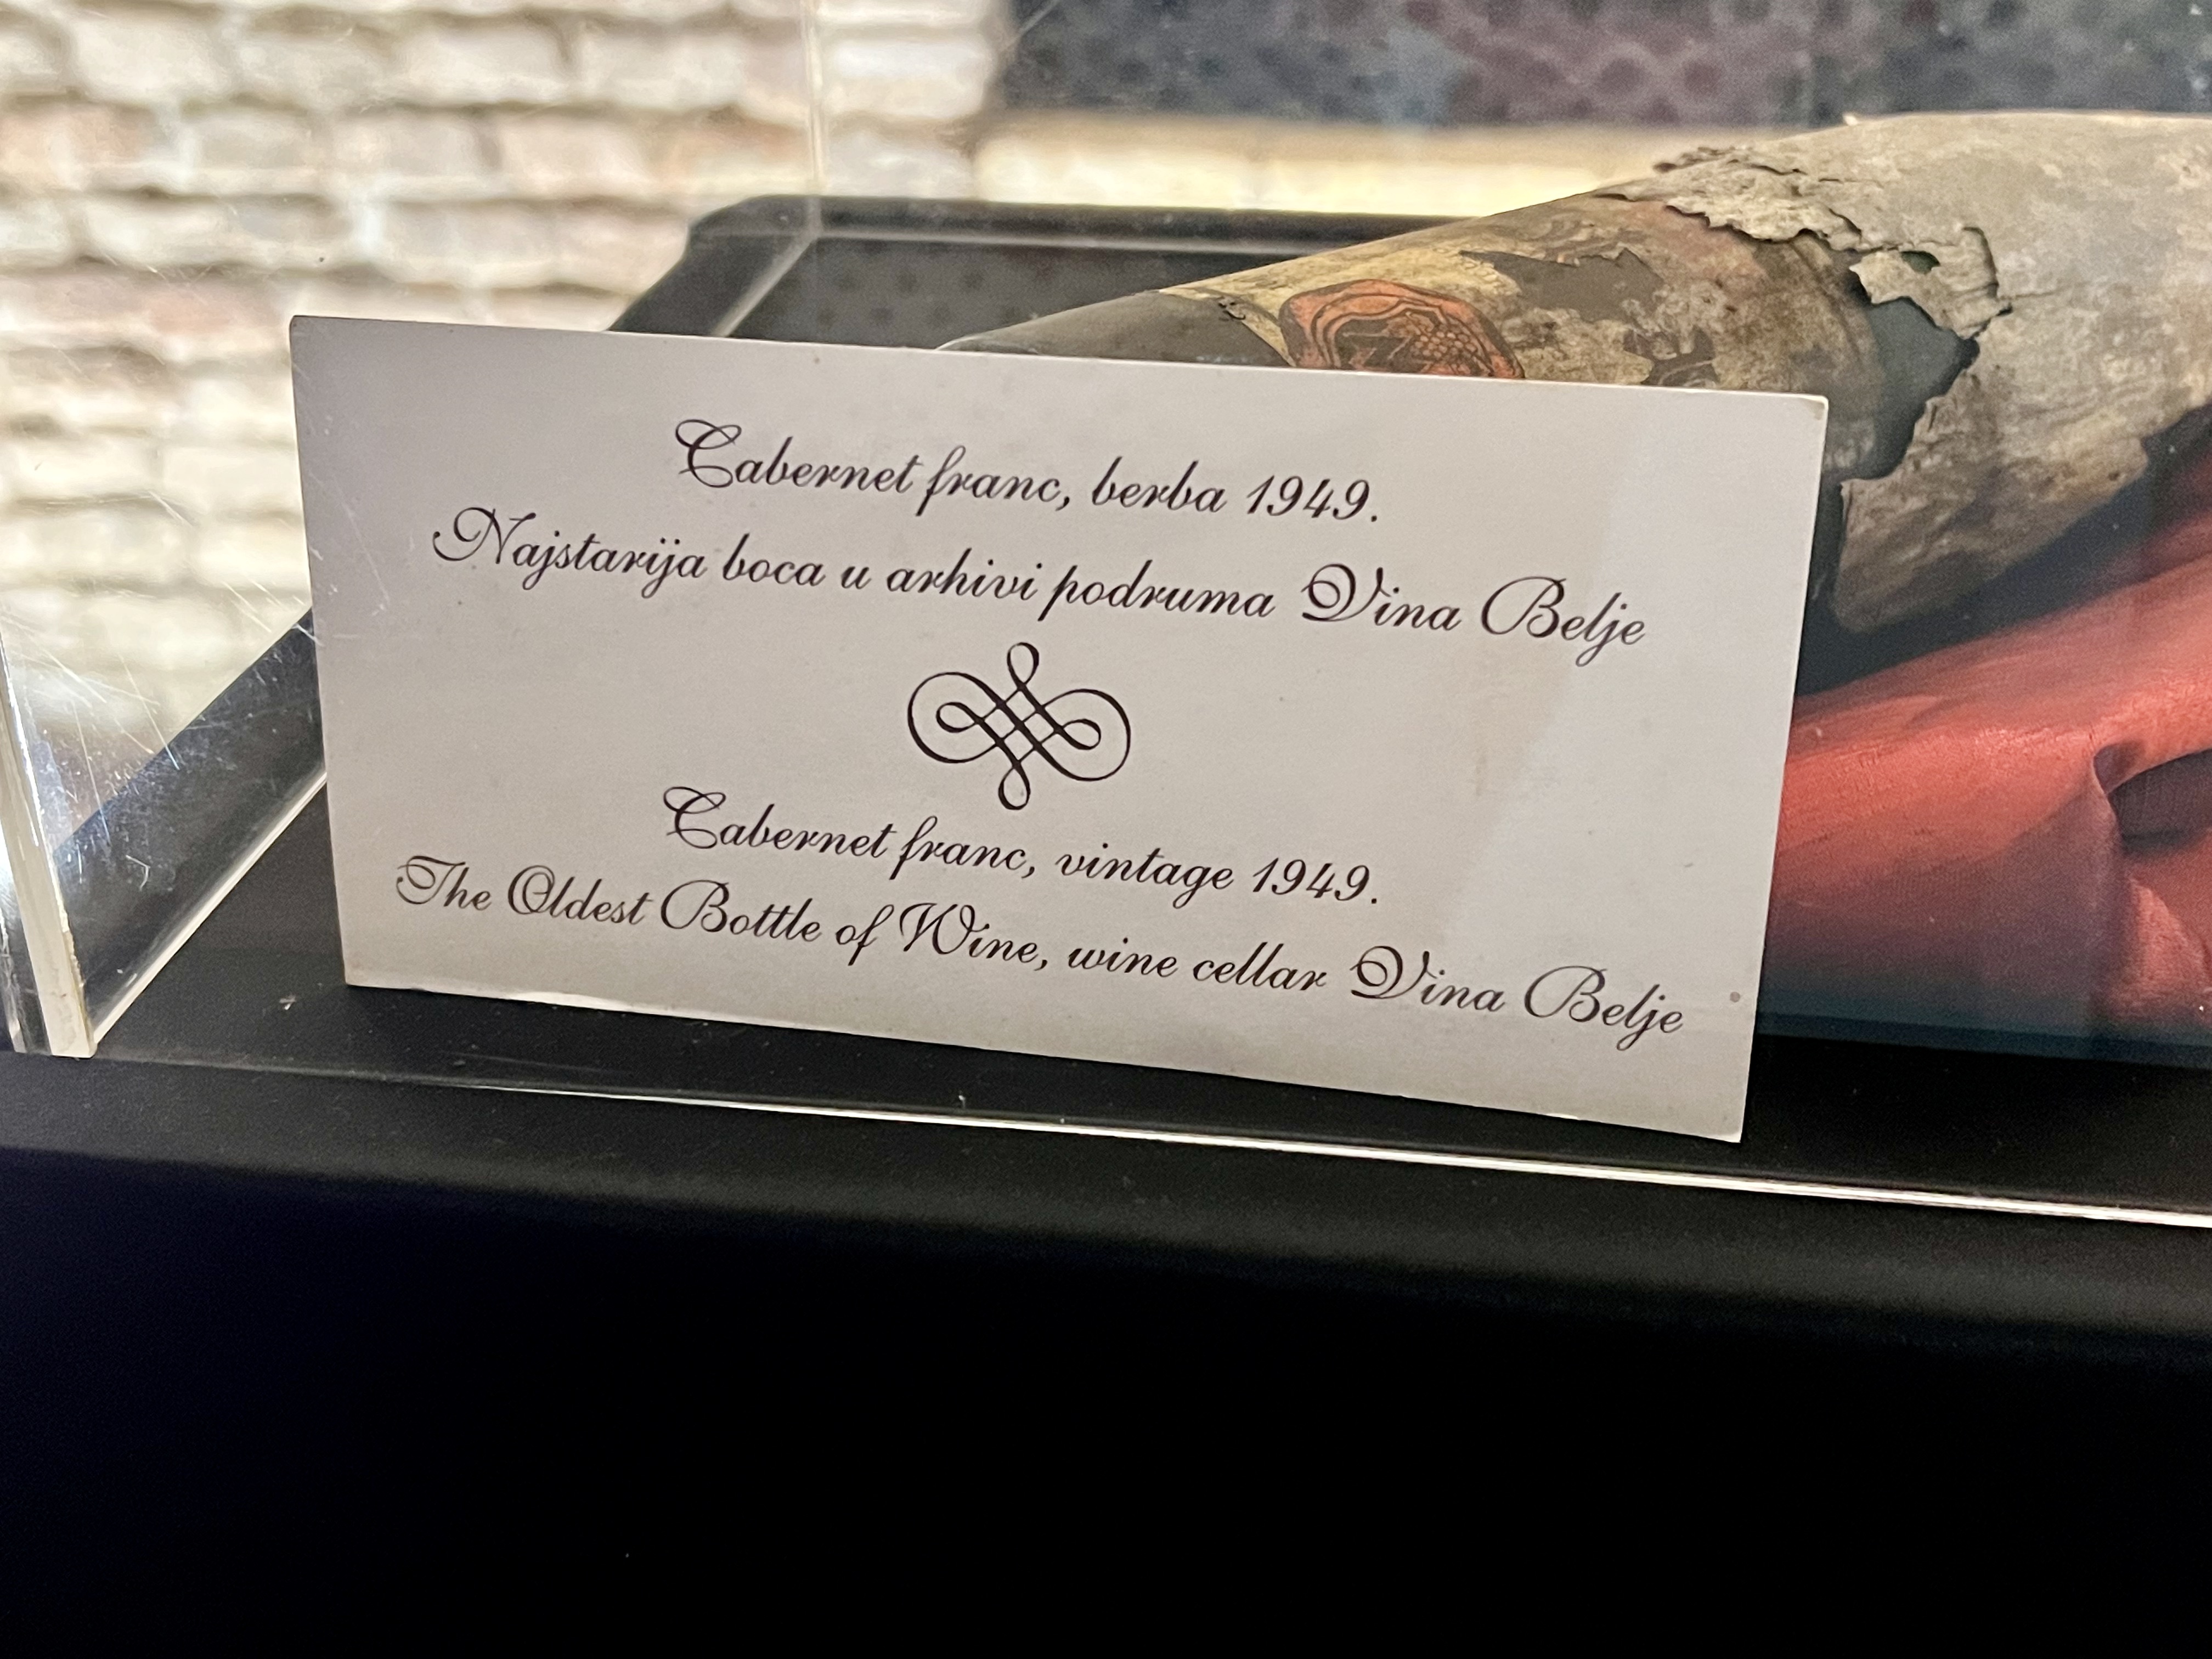 Cabernet franc, berba 1949.
Najstarija boca u arhivi podruma Vina Belje
Cabernet franc, vintage 1949.
The Oldest Bottle of Wine, wine cellar Vina Belje